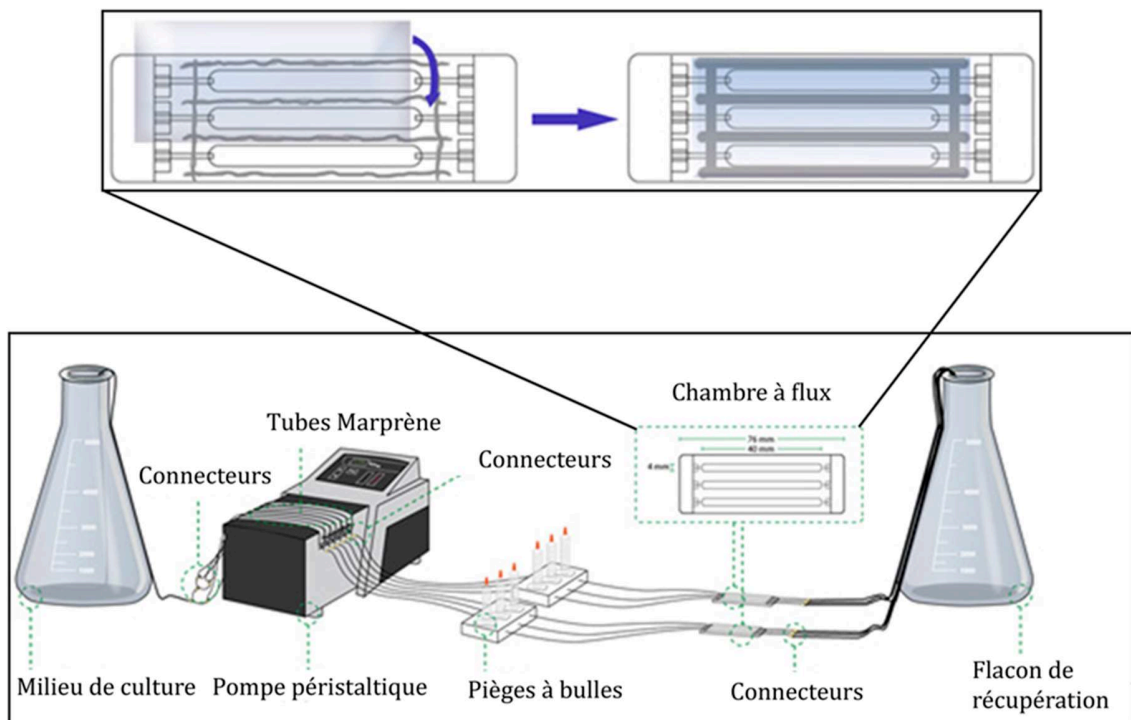 Chambre à flux
76 mm
40 mm
4 mm
Tubes Marprène
Connecteurs
Connecteurs
Milieu de culture
Pompe péristaltique
Pièges à bulles
Connecteurs
Flacon de
récupération